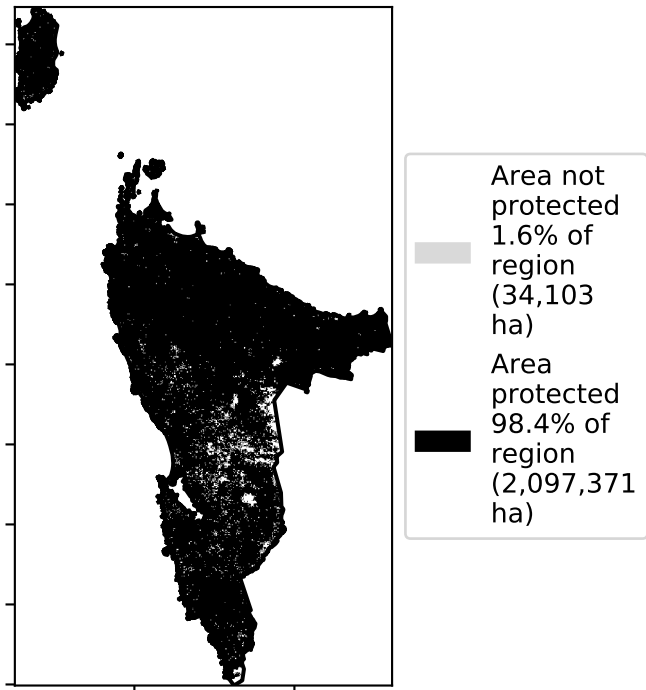 Area not
protected
1.6% of
region
(34,103
ha)
Area
protected
98.4% of
region
(2,097,371
ha)